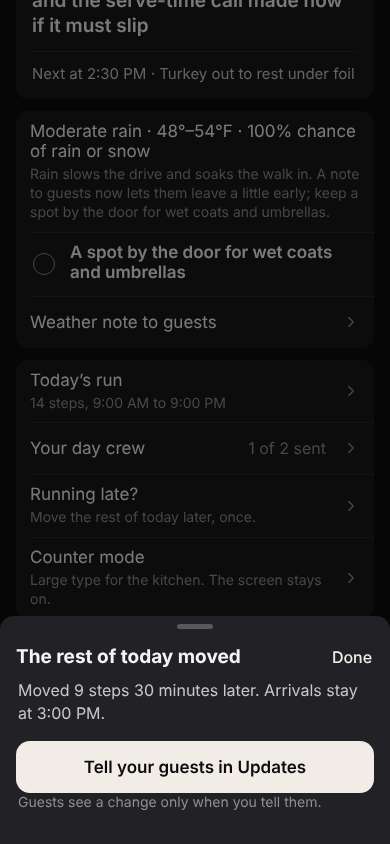 and the serve-time call made now
if it must slip
Next at 2:30 PM · Turkey out to rest under foil
Moderate rain · 48°–54°F · 100% chance
of rain or snow
Rain slows the drive and soaks the walk in. A note
to guests now lets them leave a little early; keep a
spot by the door for wet coats and umbrellas.
A spot by the door for wet coats
and umbrellas
Weather note to guests
Today’s run
14 steps, 9:00 AM to 9:00 PM
Your day crew 1 of 2 sent
Running late?
Move the rest of today later, once.
Counter mode
Large type for the kitchen. The screen stays
on.
The rest of today moved Done
Moved 9 steps 30 minutes later. Arrivals stay
at 3:00 PM.
Tell your guests in Updates
Guests see a change only when you tell them.